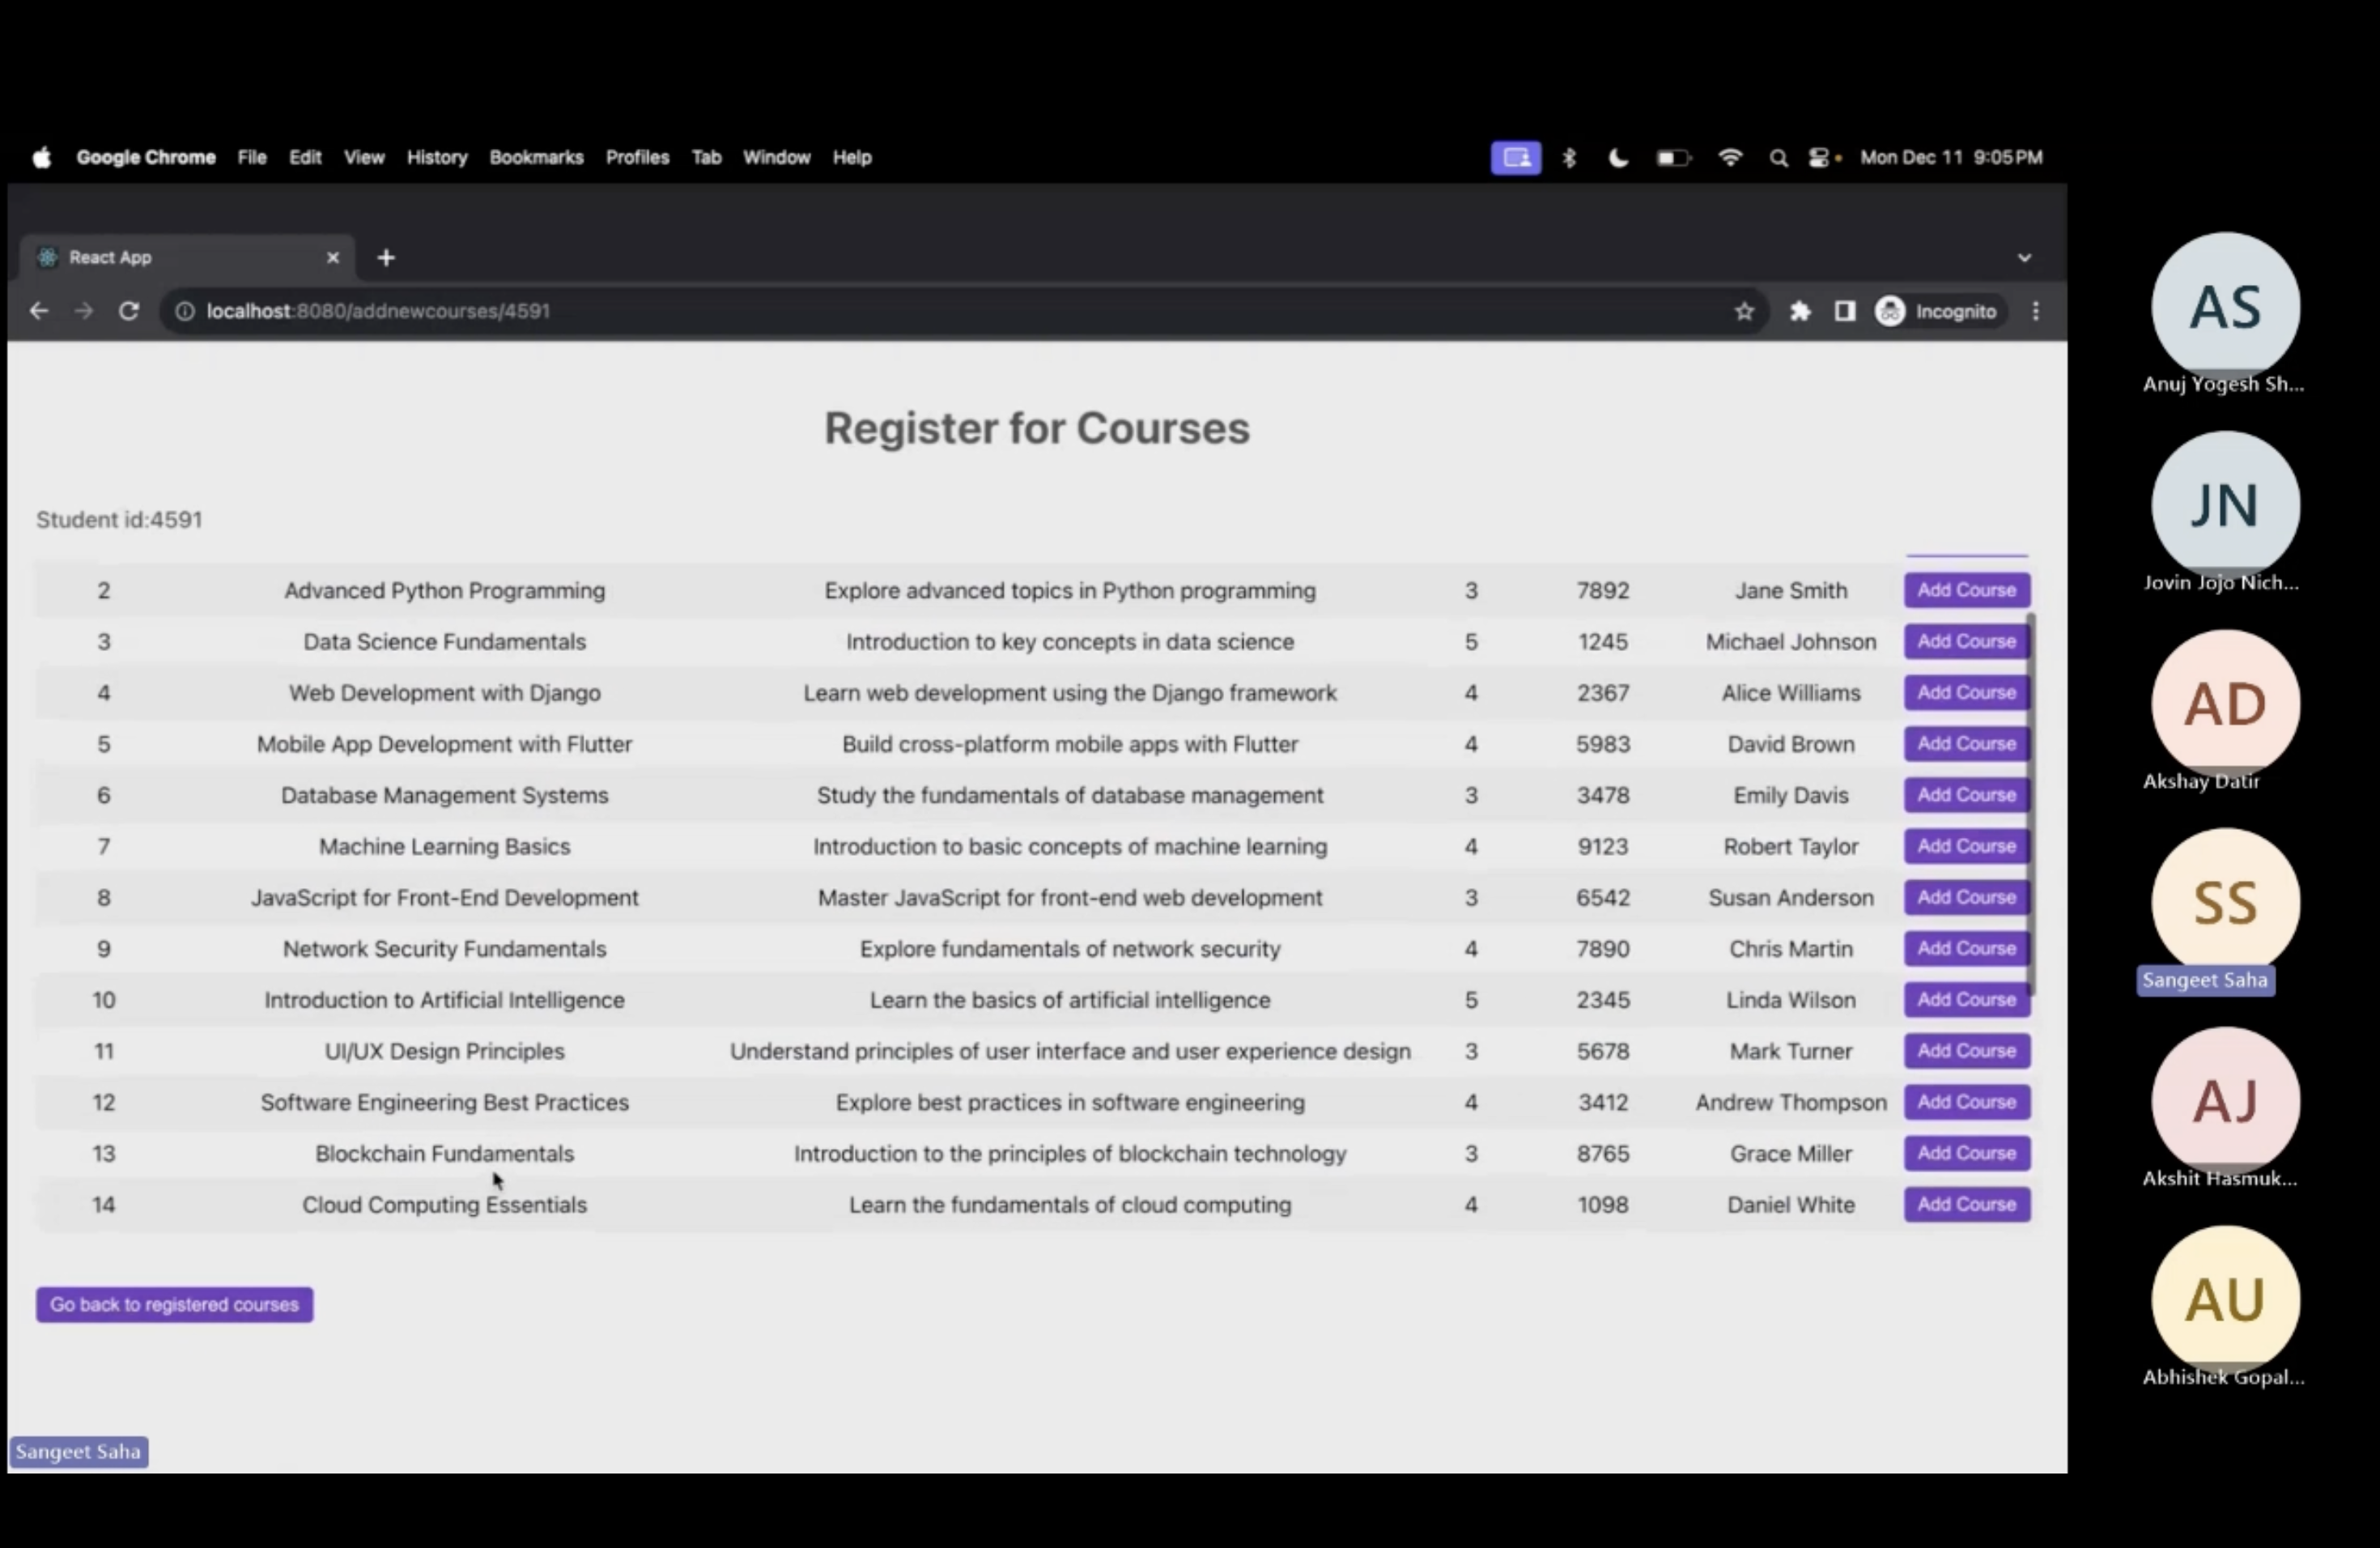 Google Chrome File Edit View History Bookmarks Profiles Tab Window Help Mon Dec 11 9:05 PM
React App
localhost:8080/addnewcourses/4591 Incognito
Register for Courses
Student id:4591
2 Advanced Python Programming Explore advanced topics in Python programming 3 7892 Jane Smith Add Course
3 Data Science Fundamentals Introduction to key concepts in data science 5 1245 Michael Johnson Add Course
4 Web Development with Django Learn web development using the Django framework 4 2367 Alice Williams Add Course
5 Mobile App Development with Flutter Build cross-platform mobile apps with Flutter 4 5983 David Brown Add Course
6 Database Management Systems Study the fundamentals of database management 3 3478 Emily Davis Add Course
7 Machine Learning Basics Introduction to basic concepts of machine learning 4 9123 Robert Taylor Add Course
8 JavaScript for Front-End Development Master JavaScript for front-end web development 3 6542 Susan Anderson Add Course
9 Network Security Fundamentals Explore fundamentals of network security 4 7890 Chris Martin Add Course
10 Introduction to Artificial Intelligence Learn the basics of artificial intelligence 5 2345 Linda Wilson Add Course
11 UI/UX Design Principles Understand principles of user interface and user experience design 3 5678 Mark Turner Add Course
12 Software Engineering Best Practices Explore best practices in software engineering 4 3412 Andrew Thompson Add Course
13 Blockchain Fundamentals Introduction to the principles of blockchain technology 3 8765 Grace Miller Add Course
14 Cloud Computing Essentials Learn the fundamentals of cloud computing 4 1098 Daniel White Add Course
Go back to registered courses
Sangeet Saha
AS
Anuj Yogesh Sh...
JN
Jovin Jojo Nich...
AD
Akshay Datir
SS
Sangeet Saha
AJ
Akshit Hasmuk...
AU
Abhishek Gopal...